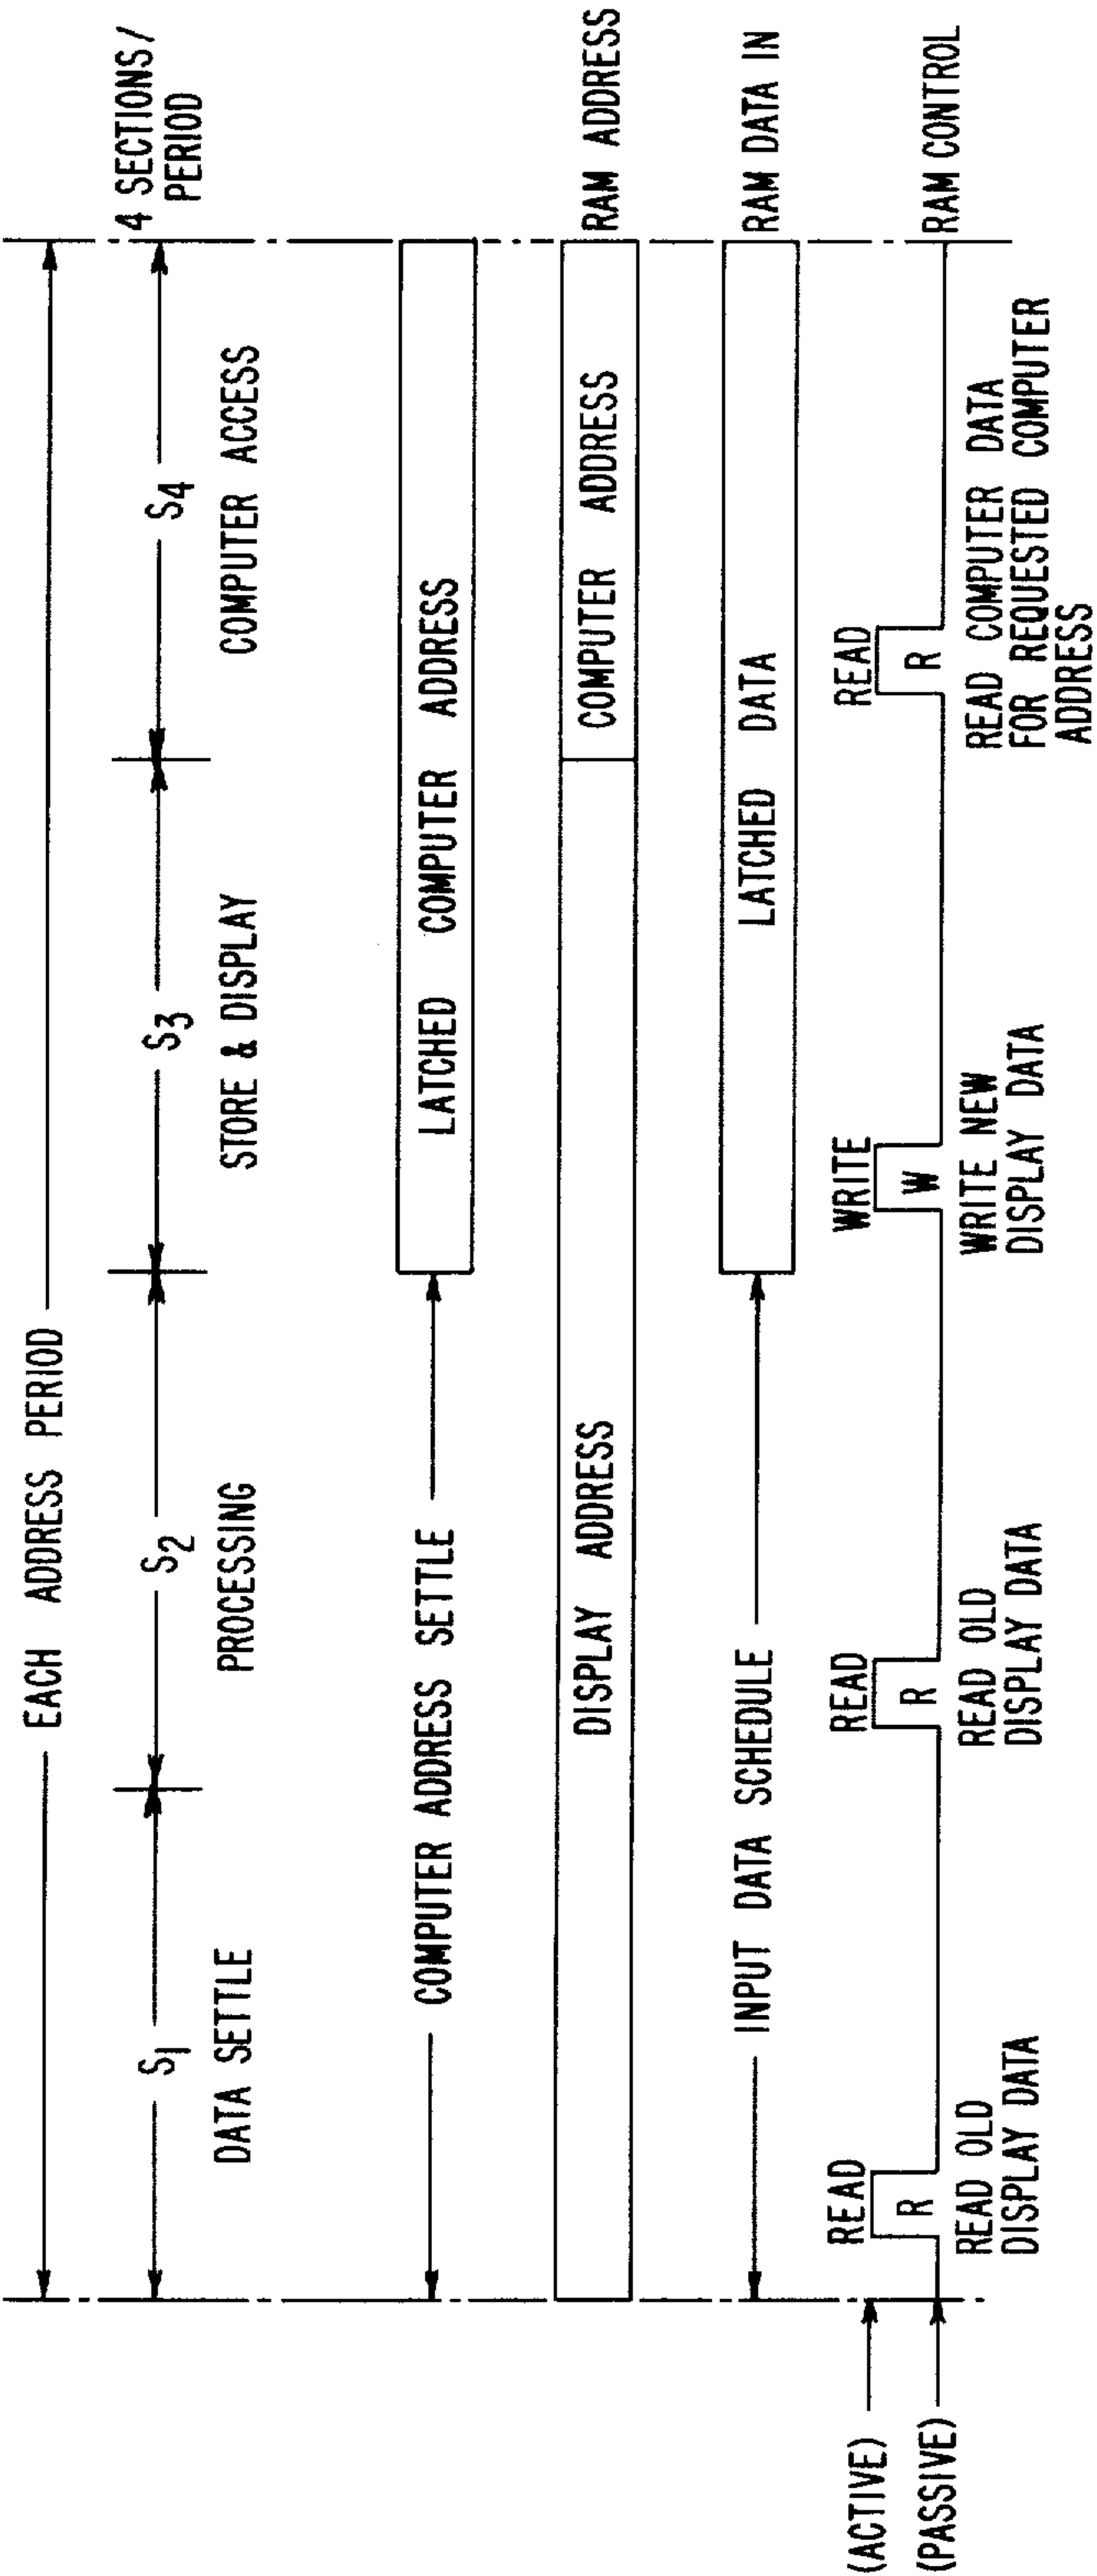 EACH ADDRESS PERIOD
S1
S2
S3
S4
4 SECTIONS/
PERIOD
DATA SETTLE
PROCESSING
STORE & DISPLAY
COMPUTER ACCESS
COMPUTER ADDRESS SETTLE
LATCHED COMPUTER ADDRESS
DISPLAY ADDRESS
COMPUTER ADDRESS
RAM ADDRESS
INPUT DATA SCHEDULE
LATCHED DATA
RAM DATA IN
(ACTIVE)
(PASSIVE)
READ
R
READ OLD
DISPLAY DATA
READ
R
READ OLD
DISPLAY DATA
WRITE
W
WRITE NEW
DISPLAY DATA
READ
R
READ COMPUTER DATA
FOR REQUESTED COMPUTER
ADDRESS
RAM CONTROL